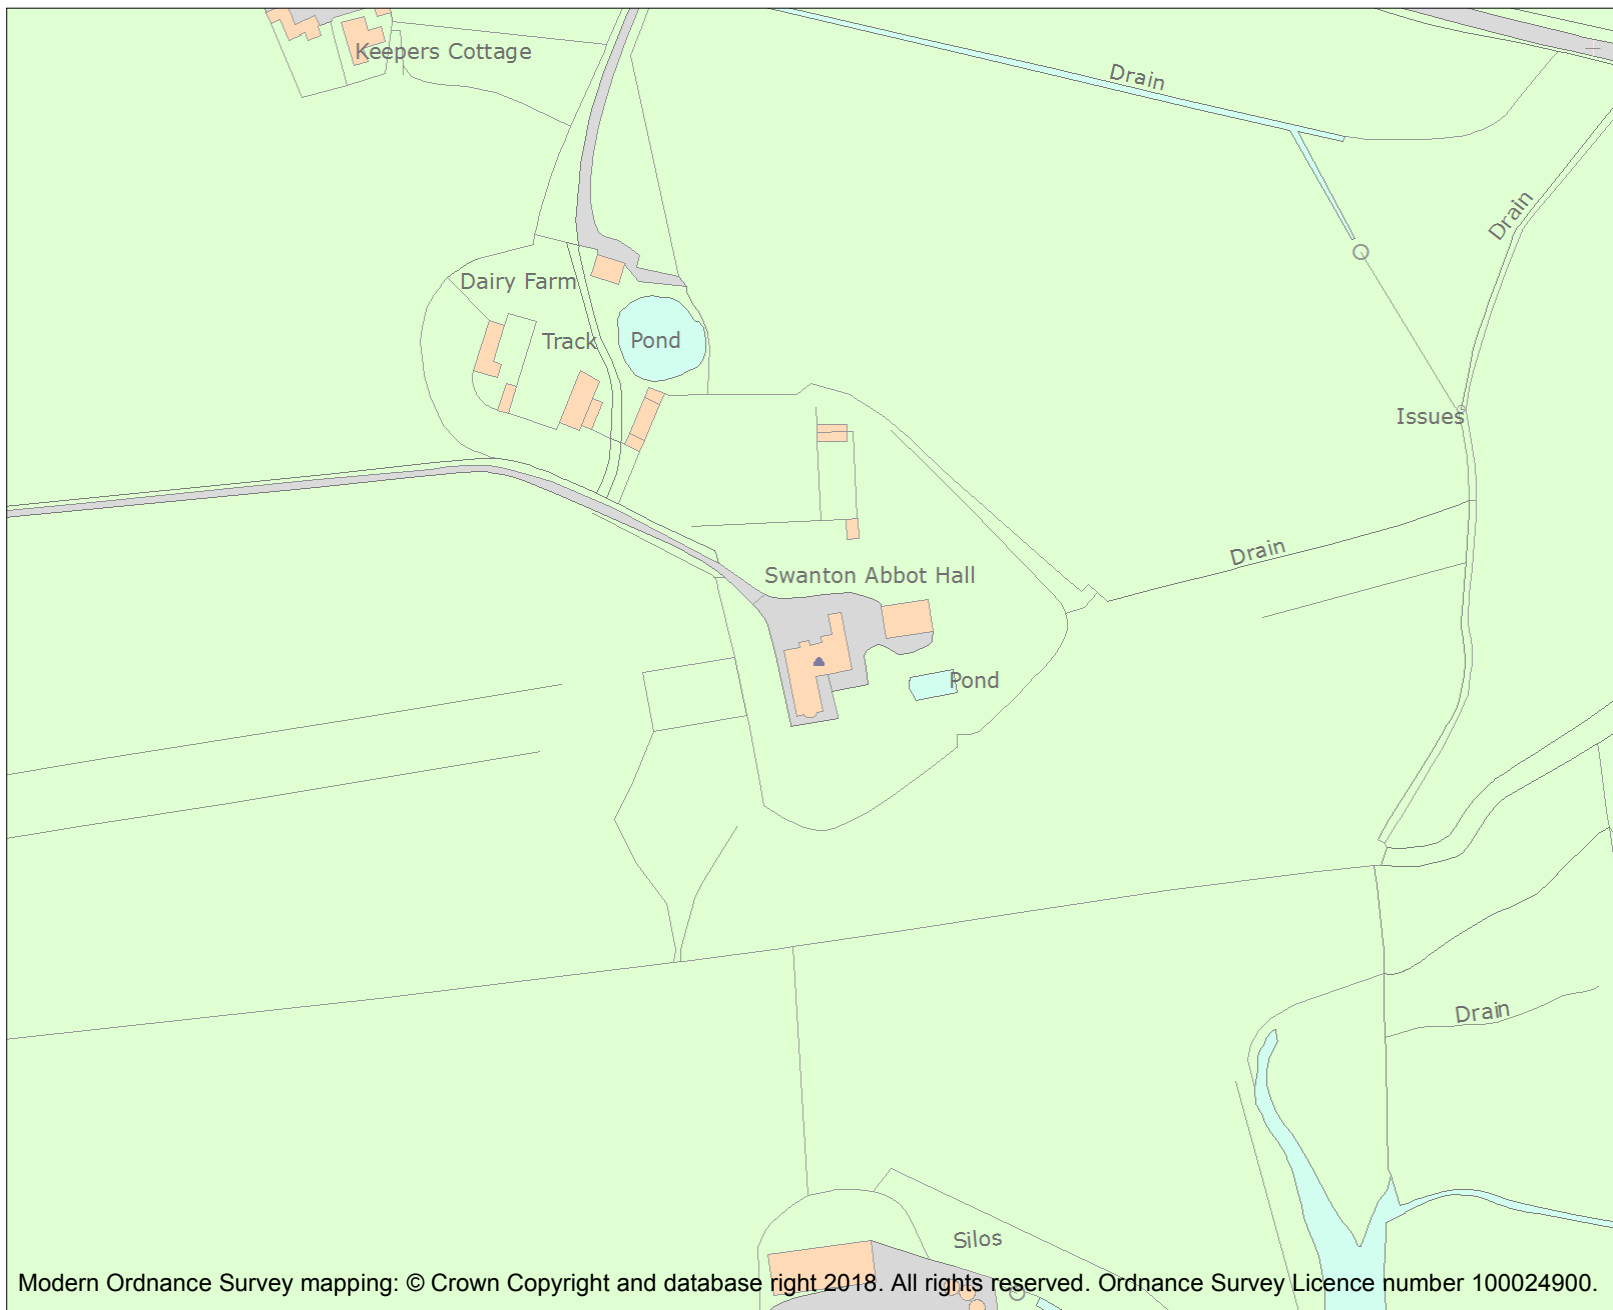 Keepers Cottage
Drain
Drain
Dairy Farm
Track
Pond
Issues
Drain
Swanton Abbot Hall
Pond
Drain
Silos
Modern Ordnance Survey mapping: © Crown Copyright and database right 2018. All rights reserved. Ordnance Survey Licence number 100024900.